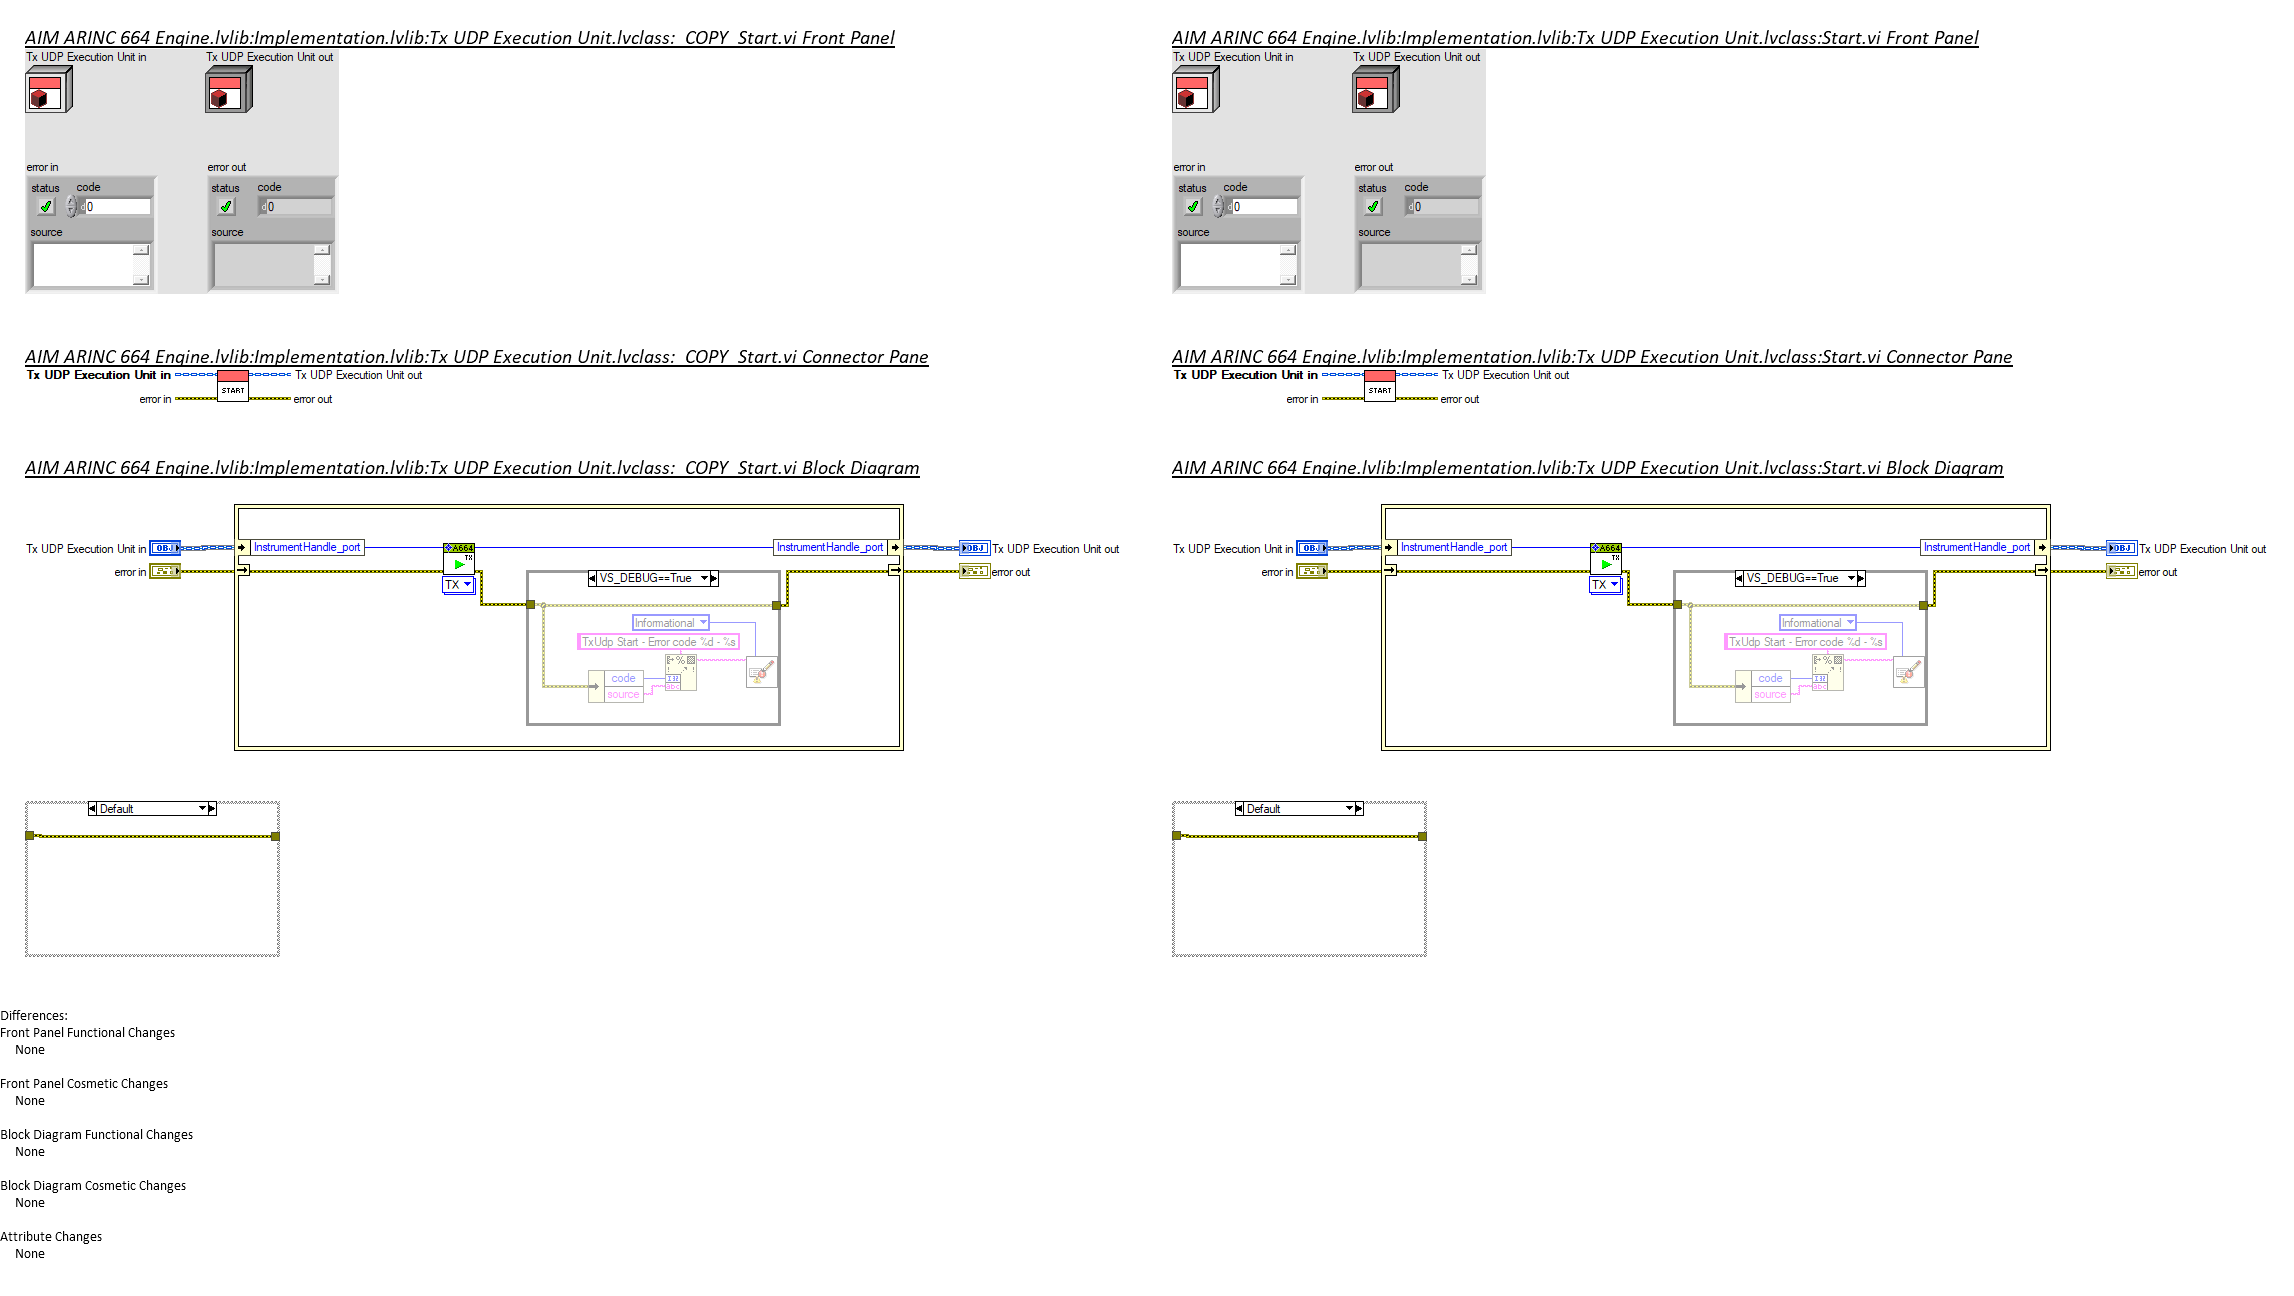 AIM ARINC 664 Engine.lvlib:Implementation.lvlib:Tx UDP Execution Unit.lvclass:_COPY_Start.vi Front Panel
Tx UDP Execution Unit in
Tx UDP Execution Unit out
error in
error out
status code
0
source
status code
0
source
AIM ARINC 664 Engine.lvlib:Implementation.lvlib:Tx UDP Execution Unit.lvclass:_COPY_Start.vi Connector Pane
Tx UDP Execution Unit in
START
Tx UDP Execution Unit out
error in
error out
AIM ARINC 664 Engine.lvlib:Implementation.lvlib:Tx UDP Execution Unit.lvclass:_COPY_Start.vi Block Diagram
Tx UDP Execution Unit in
OBJ
InstrumentHandle_port
A664
TX
InstrumentHandle_port
OBJ
Tx UDP Execution Unit out
error in
error out
TX
VS_DEBUG==True
Informational
TxUdp Start - Error code %d - %s
code
source
abc
Default
AIM ARINC 664 Engine.lvlib:Implementation.lvlib:Tx UDP Execution Unit.lvclass:Start.vi Front Panel
Tx UDP Execution Unit in
Tx UDP Execution Unit out
error in
error out
status code
0
source
status code
0
source
AIM ARINC 664 Engine.lvlib:Implementation.lvlib:Tx UDP Execution Unit.lvclass:Start.vi Connector Pane
Tx UDP Execution Unit in
START
Tx UDP Execution Unit out
error in
error out
AIM ARINC 664 Engine.lvlib:Implementation.lvlib:Tx UDP Execution Unit.lvclass:Start.vi Block Diagram
Tx UDP Execution Unit in
OBJ
InstrumentHandle_port
A664
TX
InstrumentHandle_port
OBJ
Tx UDP Execution Unit out
error in
error out
TX
VS_DEBUG==True
Informational
TxUdp Start - Error code %d - %s
code
source
abc
Default
Differences:
Front Panel Functional Changes
None
Front Panel Cosmetic Changes
None
Block Diagram Functional Changes
None
Block Diagram Cosmetic Changes
None
Attribute Changes
None